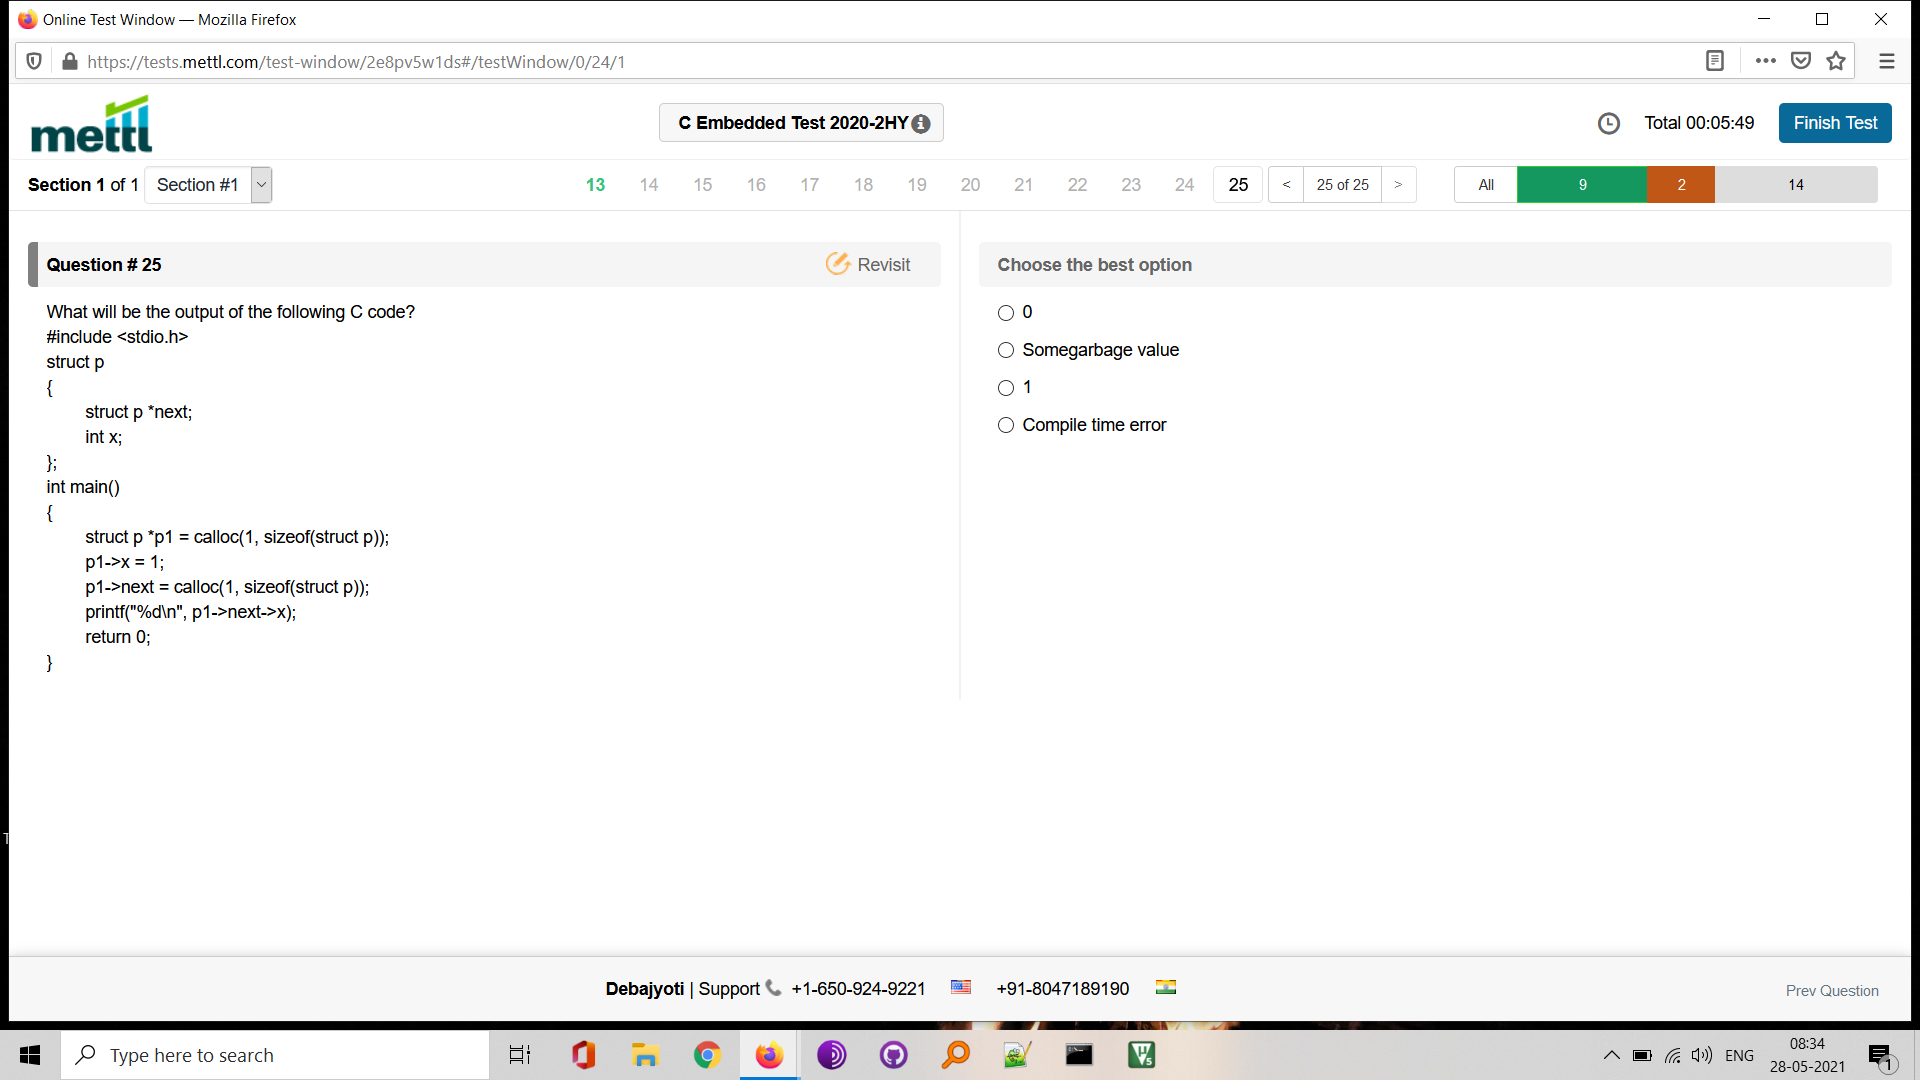 Online Test Window — Mozilla Firefox
https://tests.mettl.com/test-window/2e8pv5w1ds#/testWindow/0/24/1
mettl
C Embedded Test 2020-2HY
Total 00:05:49
Finish Test
Section 1 of 1 Section #1
13 14 15 16 17 18 19 20 21 22 23 24 25 < 25 of 25 >
All 9 2 14
Question # 25
Revisit
What will be the output of the following C code?
#include <stdio.h>
struct p
{
struct p *next;
int x;
};
int main()
{
struct p *p1 = calloc(1, sizeof(struct p));
p1->x = 1;
p1->next = calloc(1, sizeof(struct p));
printf("%d\n", p1->next->x);
return 0;
}
Choose the best option
0
Somegarbage value
1
Compile time error
Debajyoti | Support +1-650-924-9221 +91-8047189190
Prev Question
Type here to search
ENG
08:34
28-05-2021
1